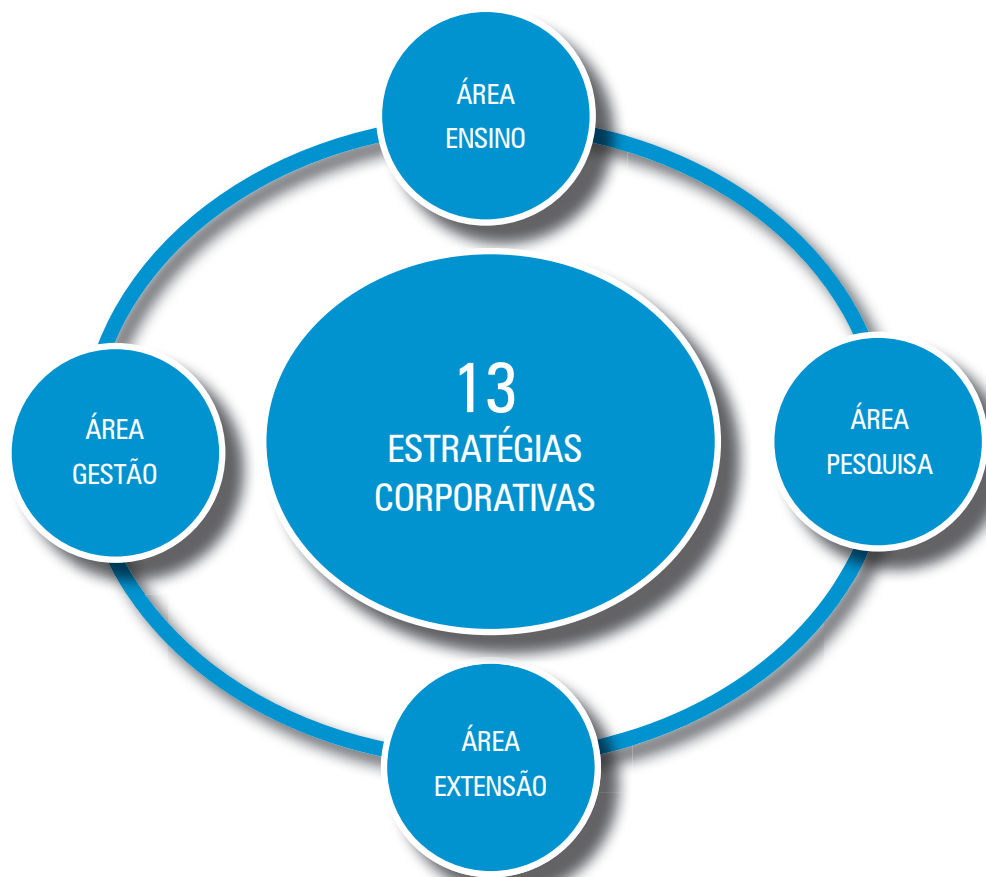 ÁREA
ENSINO
13
ESTRATÉGIAS
CORPORATIVAS
ÁREA
GESTÃO
ÁREA
PESQUISA
ÁREA
EXTENSÃO